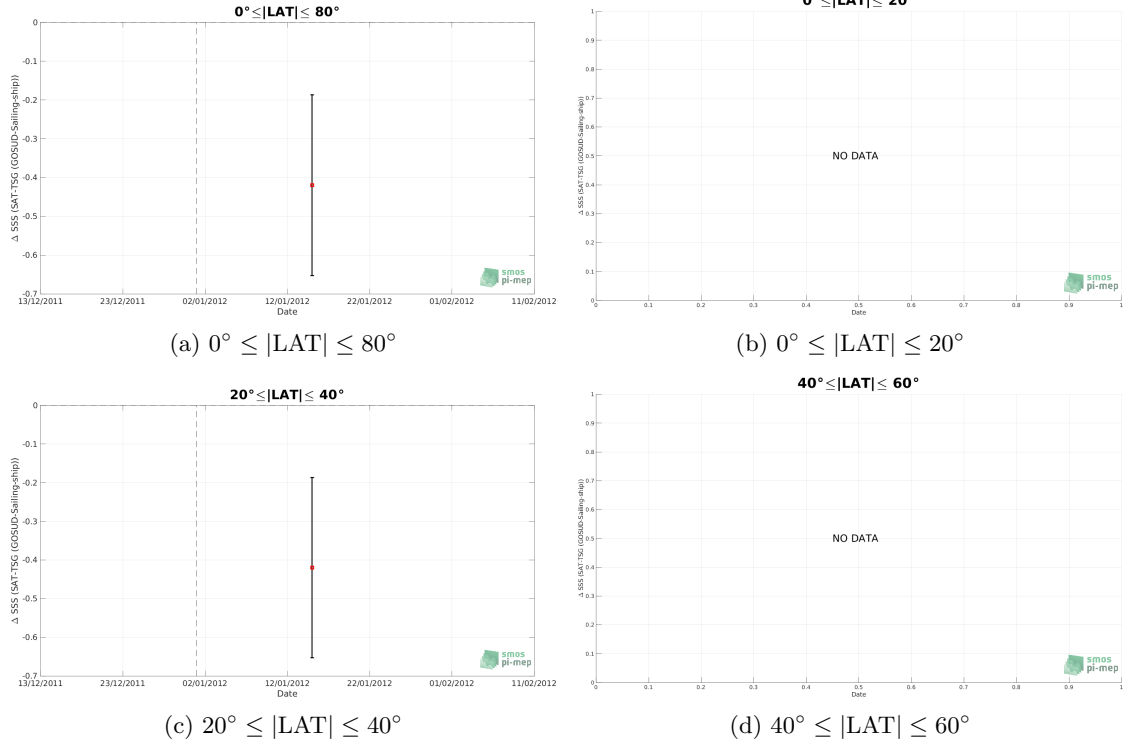 0°≤|LAT|≤ 80°
Δ SSS (SAT-TSG (GOSUD-Sailing-ship))
0
-0.1
-0.2
-0.3
-0.4
-0.5
-0.6
-0.7
13/12/2011 23/12/2011 02/01/2012 12/01/2012 22/01/2012 01/02/2012 11/02/2012
Date
smos
pi-mep
(a) 0° ≤ |LAT| ≤ 80°
0°≤|LAT|≤ 20°
Δ SSS (SAT-TSG (GOSUD-Sailing-ship))
1
0.9
0.8
0.7
0.6
0.5
0.4
0.3
0.2
0.1
0
NO DATA
0 0.1 0.2 0.3 0.4 0.5 0.6 0.7 0.8 0.9 1
Date
smos
pi-mep
(b) 0° ≤ |LAT| ≤ 20°
20°≤|LAT|≤ 40°
Δ SSS (SAT-TSG (GOSUD-Sailing-ship))
0
-0.1
-0.2
-0.3
-0.4
-0.5
-0.6
-0.7
13/12/2011 23/12/2011 02/01/2012 12/01/2012 22/01/2012 01/02/2012 11/02/2012
Date
smos
pi-mep
(c) 20° ≤ |LAT| ≤ 40°
40°≤|LAT|≤ 60°
Δ SSS (SAT-TSG (GOSUD-Sailing-ship))
1
0.9
0.8
0.7
0.6
0.5
0.4
0.3
0.2
0.1
0
NO DATA
0 0.1 0.2 0.3 0.4 0.5 0.6 0.7 0.8 0.9 1
Date
smos
pi-mep
(d) 40° ≤ |LAT| ≤ 60°